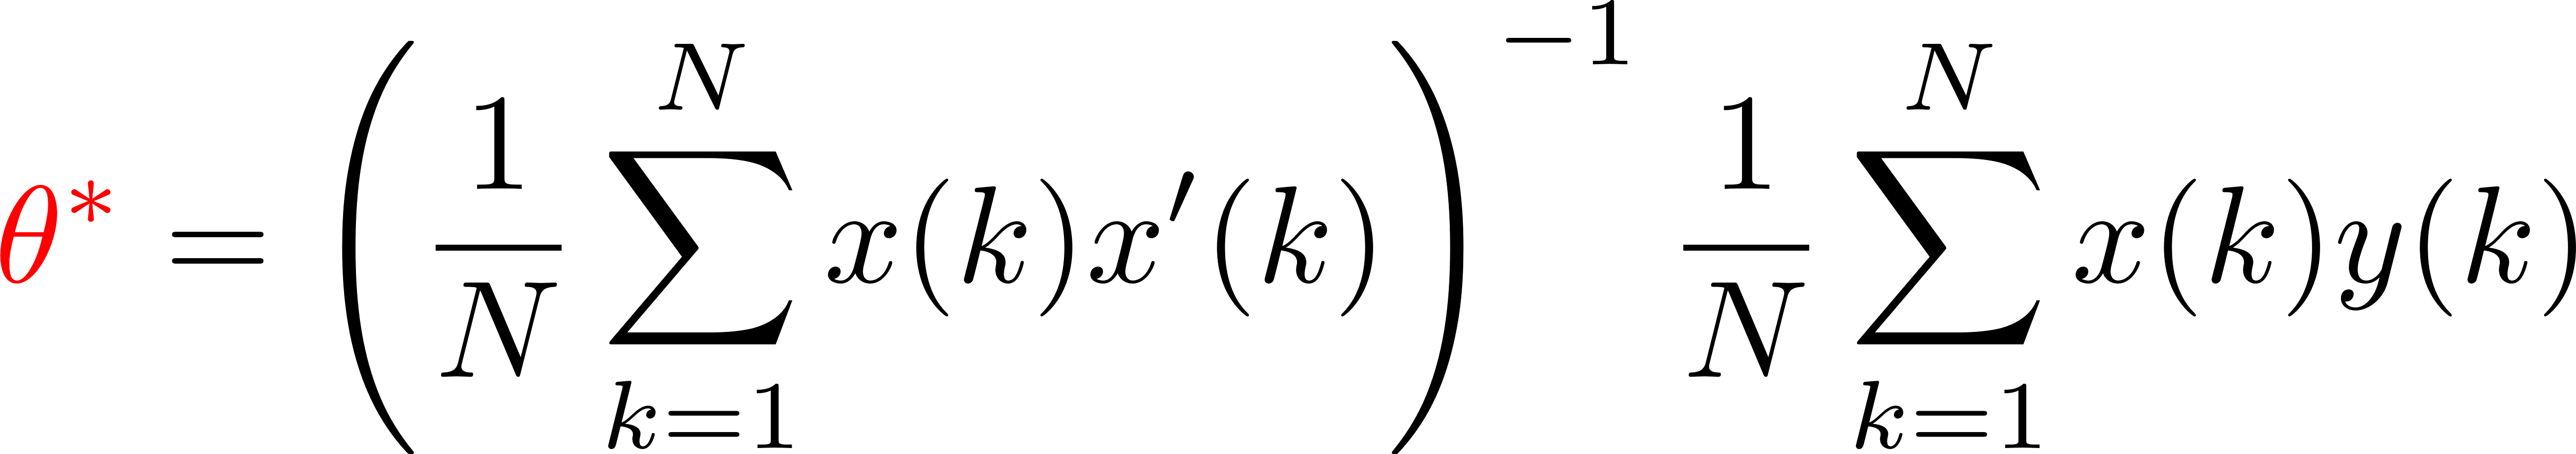 θ* = ( 1/N ∑_{k=1}^{N} x(k)x′(k) )^{−1} 1/N ∑_{k=1}^{N} x(k)y(k)